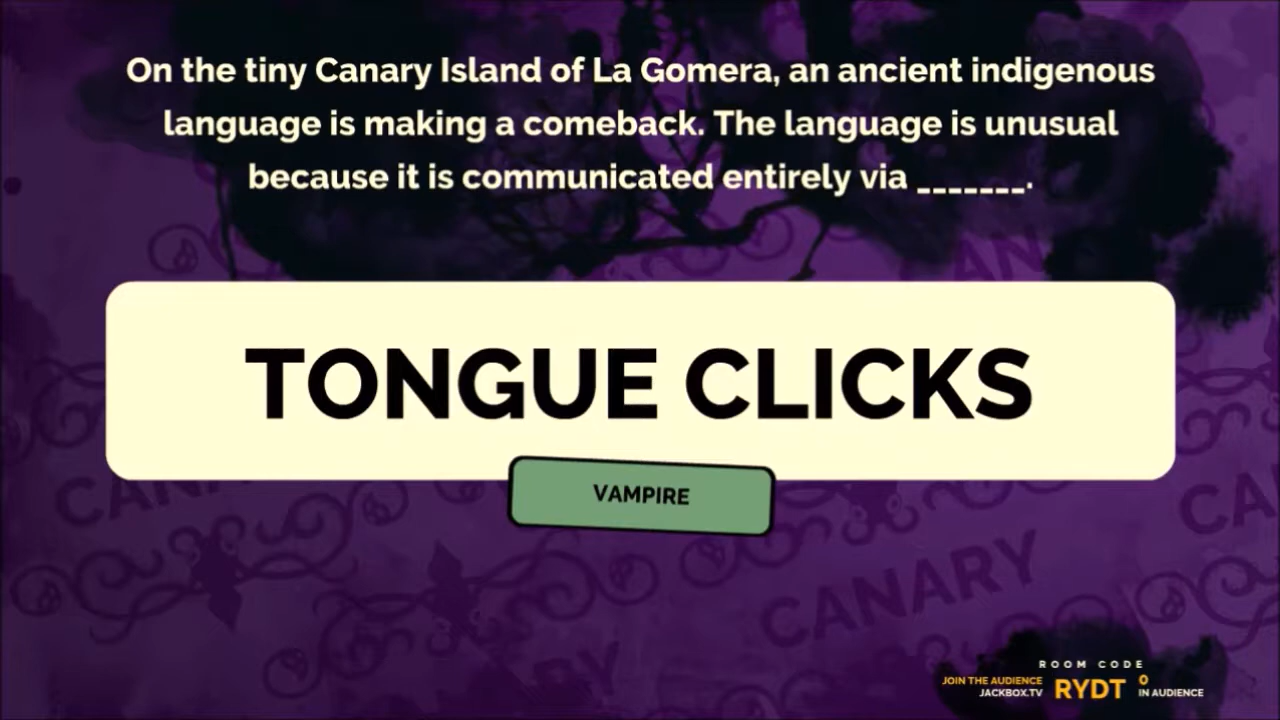 On the tiny Canary Island of La Gomera, an ancient indigenous
language is making a comeback. The language is unusual
because it is communicated entirely via _______.
TONGUE CLICKS
VAMPIRE
CANARY
CANARY
ROOM CODE
JOIN THE AUDIENCE
JACKBOX.TV
RYDT
0
IN AUDIENCE